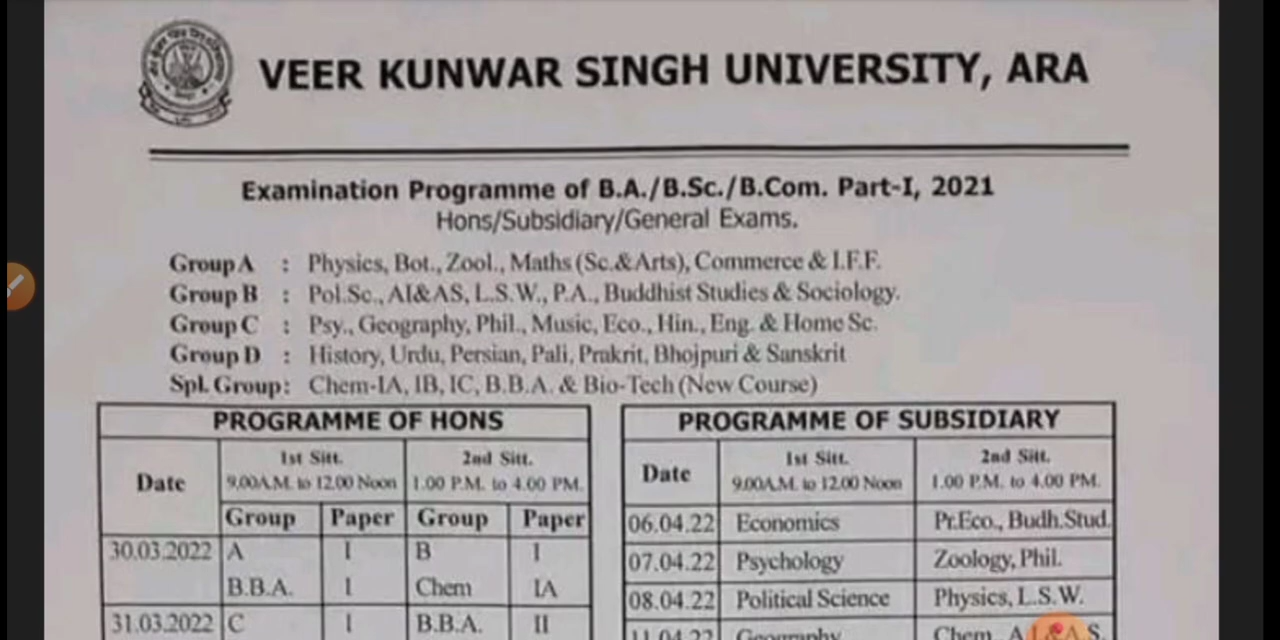 VEER KUNWAR SINGH UNIVERSITY, ARA
Examination Programme of B.A./B.Sc./B.Com. Part-I, 2021
Hons/Subsidiary/General Exams.
Group A : Physics, Bot., Zool., Maths (Sc.&Arts), Commerce & I.F.F.
Group B : Pol.Sc., AI&AS, L.S.W., P.A., Buddhist Studies & Sociology.
Group C : Psy., Geography, Phil., Music, Eco., Hin., Eng. & Home Sc.
Group D : History, Urdu, Persian, Pali, Prakrit, Bhojpuri & Sanskrit
Spl. Group: Chem-IA, IB, IC, B.B.A. & Bio-Tech (New Course)
PROGRAMME OF HONS
Date 1st Sitt. 2nd Sitt.
9.00A.M. to 12.00 Noon 1.00 P.M. to 4.00 P.M.
Group Paper Group Paper
30.03.2022 A I B I
B.B.A. I Chem IA
31.03.2022 C I B.B.A. II
PROGRAMME OF SUBSIDIARY
Date 1st Sitt. 2nd Sitt.
9.00A.M. to 12.00 Noon 1.00 P.M. to 4.00 P.M.
06.04.22 Economics Pr.Eco., Budh.Stud.
07.04.22 Psychology Zoology, Phil.
08.04.22 Political Science Physics, L.S.W.
11.04.22 Geography Chem